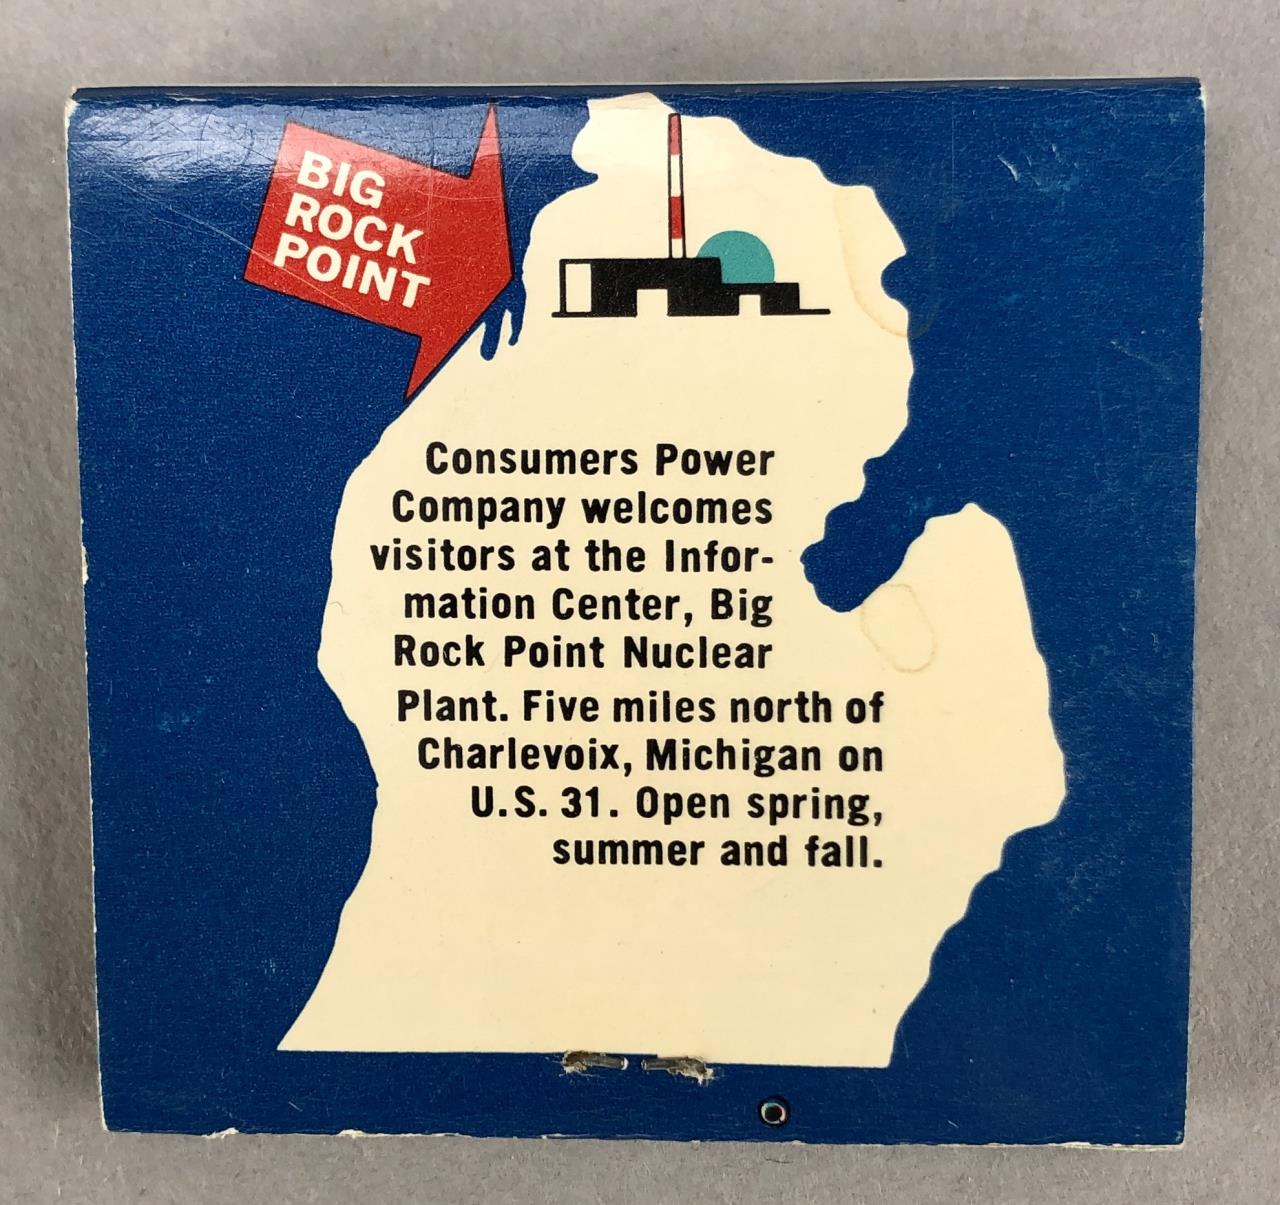 BIG
ROCK
POINT
Consumers Power
Company welcomes
visitors at the Infor-
mation Center, Big
Rock Point Nuclear
Plant. Five miles north of
Charlevoix, Michigan on
U.S. 31. Open spring,
summer and fall.